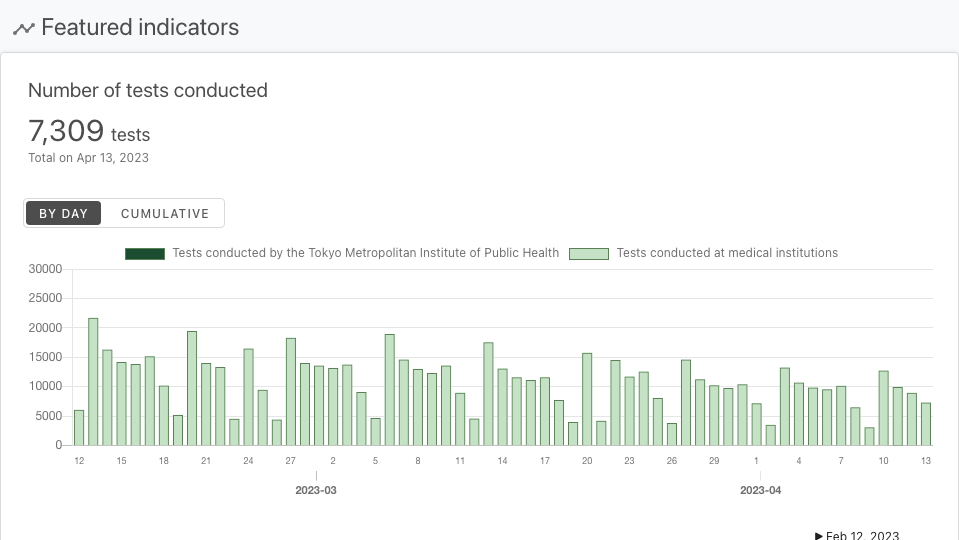 Featured indicators
Number of tests conducted
7,309 tests
Total on Apr 13, 2023
BY DAY CUMULATIVE
Tests conducted by the Tokyo Metropolitan Institute of Public Health Tests conducted at medical institutions
30000
25000
20000
15000
10000
5000
0
12 15 18 21 24 27 2 5 8 11 14 17 20 23 26 29 1 4 7 10 13
2023-03 2023-04
▶ Feb 12, 2023